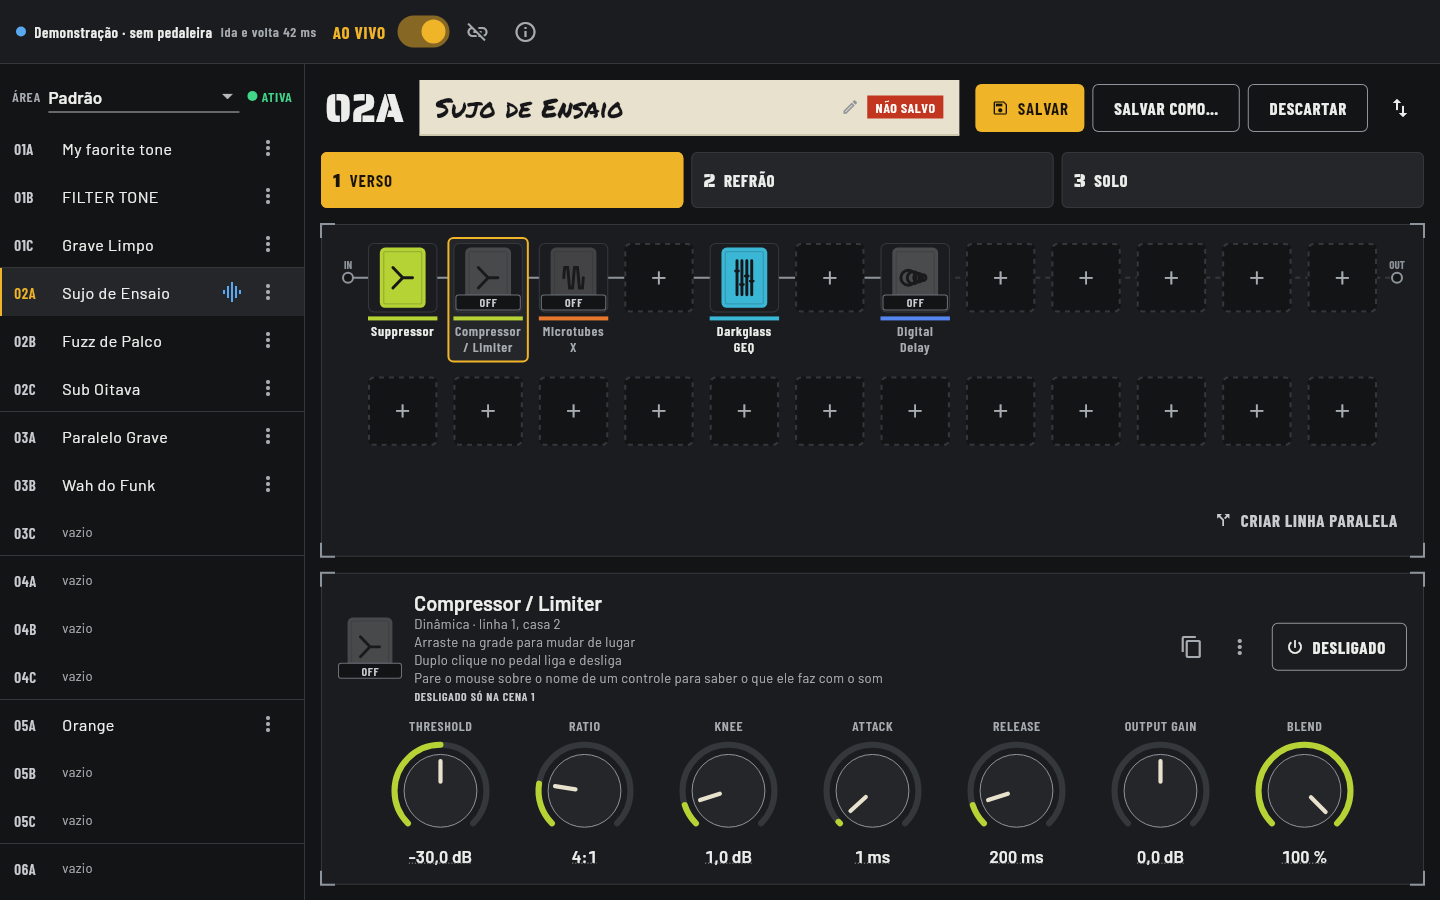 Demonstração · sem pedaleira Ida e volta 42 ms AO VIVO
ÁREA Padrão ATIVA
01A My faorite tone
01B FILTER TONE
01C Grave Limpo
02A Sujo de Ensaio
02B Fuzz de Palco
02C Sub Oitava
03A Paralelo Grave
03B Wah do Funk
03C vazio
04A vazio
04B vazio
04C vazio
05A Orange
05B vazio
05C vazio
06A vazio
02A Sujo de Ensaio NÃO SALVO SALVAR SALVAR COMO... DESCARTAR
1 VERSO 2 REFRÃO 3 SOLO
IN OUT
OFF OFF OFF
Suppressor Compressor / Limiter Microtubes X Darkglass GEQ Digital Delay
CRIAR LINHA PARALELA
Compressor / Limiter
Dinâmica · linha 1, casa 2
Arraste na grade para mudar de lugar
Duplo clique no pedal liga e desliga
Pare o mouse sobre o nome de um controle para saber o que ele faz com o som
DESLIGADO SÓ NA CENA 1
OFF
DESLIGADO
THRESHOLD RATIO KNEE ATTACK RELEASE OUTPUT GAIN BLEND
-30,0 dB 4:1 1,0 dB 1 ms 200 ms 0,0 dB 100 %